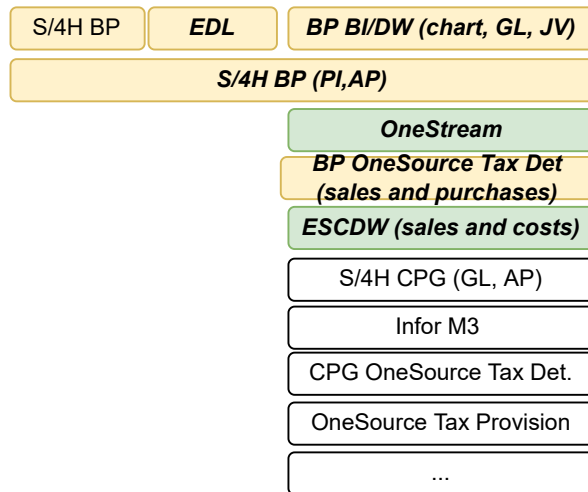 S/4H BP
EDL
BP BI/DW (chart, GL, JV)
S/4H BP (PI,AP)
OneStream
BP OneSource Tax Det
(sales and purchases)
ESCDW (sales and costs)
S/4H CPG (GL, AP)
Infor M3
CPG OneSource Tax Det.
OneSource Tax Provision
...